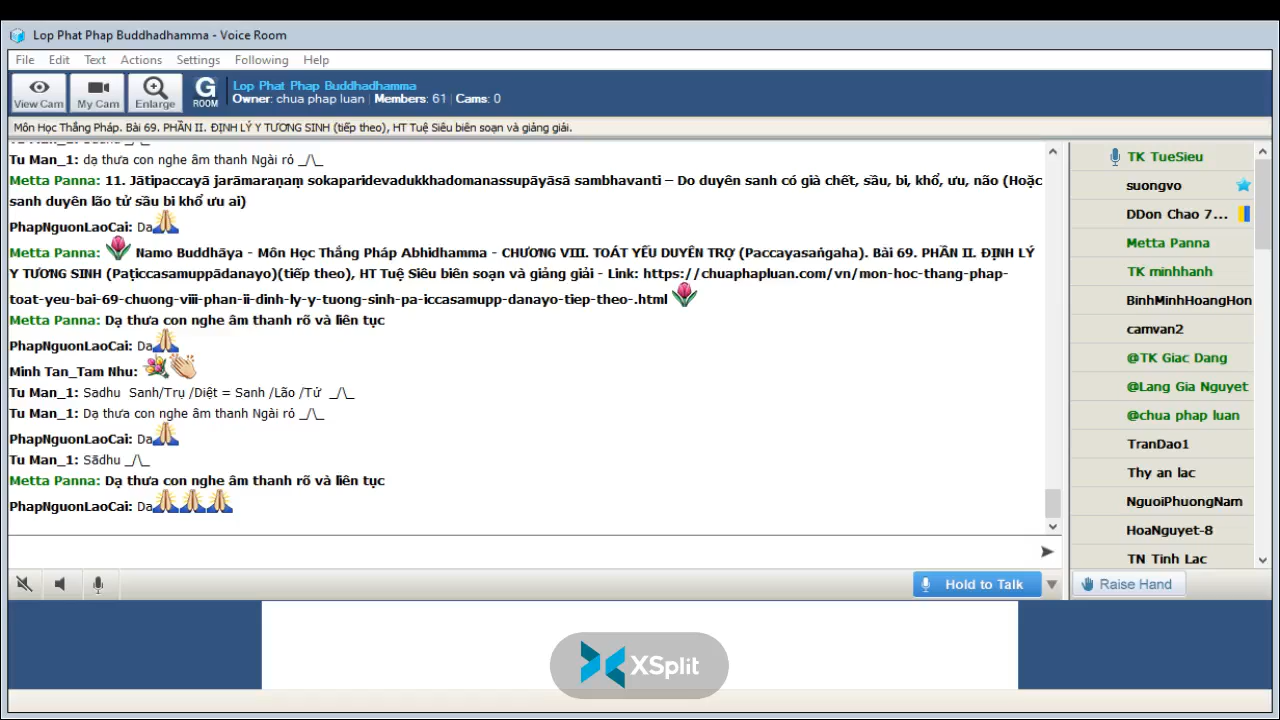 Lop Phat Phap Buddhadhamma - Voice Room
File Edit Text Actions Settings Following Help
View Cam My Cam Enlarge G ROOM
Lop Phat Phap Buddhadhamma
Owner: chua phap luan | Members: 61 | Cams: 0
Môn Học Thắng Pháp. Bài 69. PHẦN II. ĐỊNH LÝ Y TƯƠNG SINH (tiếp theo), HT Tuệ Siêu biên soạn và giảng giải.
Tu Man_1: Sadhu _/\_
Tu Man_1: dạ thưa con nghe âm thanh Ngài rỏ _/\_
Metta Panna: 11. Jātipaccayā jarāmaraṇaṃ sokaparidevadukkhadomanassupāyāsā sambhavanti – Do duyên sanh có già chết, sầu, bi, khổ, ưu, não (Hoặc
sanh duyên lão tử sầu bi khổ ưu ai)
PhapNguonLaoCai: Da
Metta Panna: Namo Buddhāya - Môn Học Thắng Pháp Abhidhamma - CHƯƠNG VIII. TOÁT YẾU DUYÊN TRỢ (Paccayasaṅgaha). Bài 69. PHẦN II. ĐỊNH LÝ
Y TƯƠNG SINH (Paṭiccasamuppādanayo)(tiếp theo), HT Tuệ Siêu biên soạn và giảng giải - Link: https://chuaphapluan.com/vn/mon-hoc-thang-phap-
toat-yeu-bai-69-chuong-viii-phan-ii-dinh-ly-y-tuong-sinh-pa-iccasamupp-danayo-tiep-theo-.html
Metta Panna: Dạ thưa con nghe âm thanh rõ và liên tục
PhapNguonLaoCai: Da
Minh Tan_Tam Nhu:
Tu Man_1: Sadhu Sanh/Trụ /Diệt = Sanh /Lão /Tử _/\_
Tu Man_1: Dạ thưa con nghe âm thanh Ngài rỏ _/\_
PhapNguonLaoCai: Da
Tu Man_1: Sādhu _/\_
Metta Panna: Dạ thưa con nghe âm thanh rõ và liên tục
PhapNguonLaoCai: Da
TK TueSieu
suongvo
DDon Chao 7...
Metta Panna
TK minhhanh
BinhMinhHoangHon
camvan2
@TK Giac Dang
@Lang Gia Nguyet
@chua phap luan
TranDao1
Thy an lac
NguoiPhuongNam
HoaNguyet-8
TN Tinh Lac
Hold to Talk
Raise Hand
XSplit